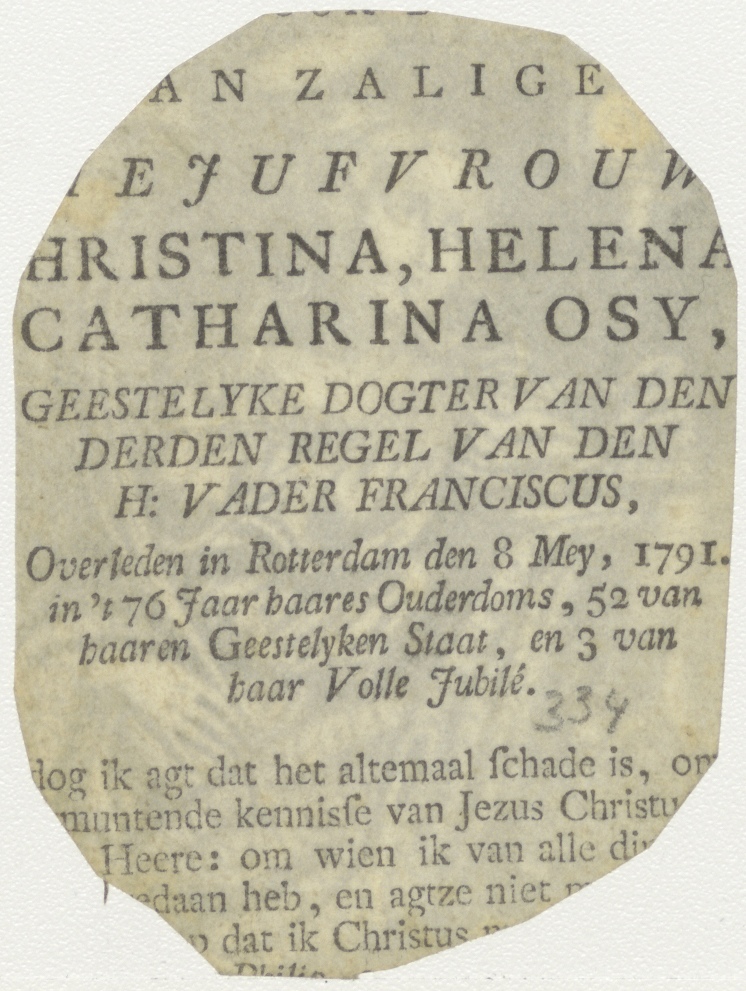 AN ZALIGE
EJUFVROUW
HRISTINA, HELENA
CATHARINA OSY,
GEESTELYKE DOGTER VAN DEN
DERDEN REGEL VAN DEN
H: VADER FRANCISCUS,
Overleden in Rotterdam den 8 Mey, 1791.
in 't 76 Jaar haares Ouderdoms, 52 van
haaren Geestelyken Staat, en 3 van
haar Volle Jubilé.
334
dog ik agt dat het altemaal ſchade is, om
muntende kennisſe van Jezus Christu
Heere: om wien ik van alle di
edaan heb, en agtze niet
dat ik Christus
Philip